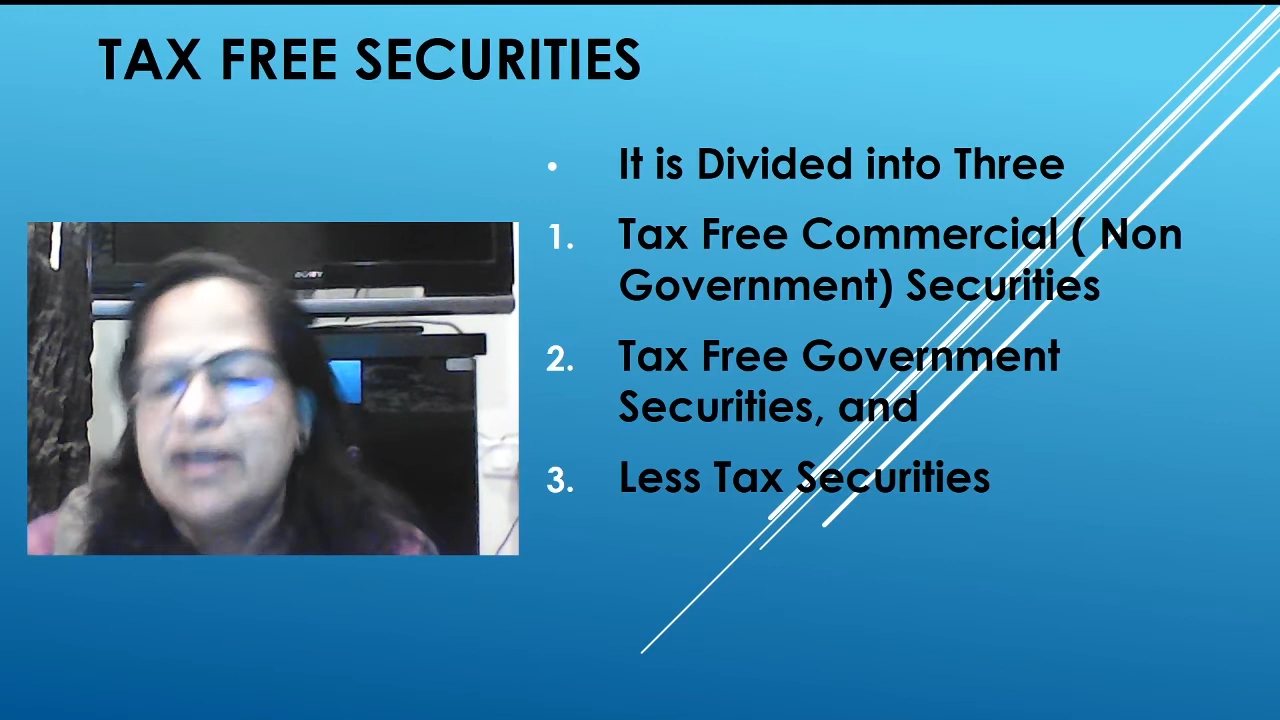 TAX FREE SECURITIES
• It is Divided into Three
1. Tax Free Commercial ( Non
Government) Securities
2. Tax Free Government
Securities, and
3. Less Tax Securities